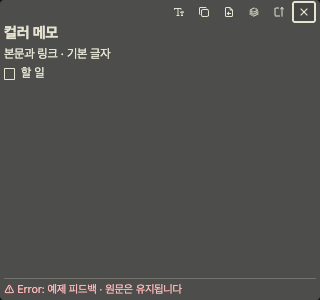 컬러 메모
본문과 링크 · 기본 글자
할 일
Error: 예제 피드백 · 원문은 유지됩니다